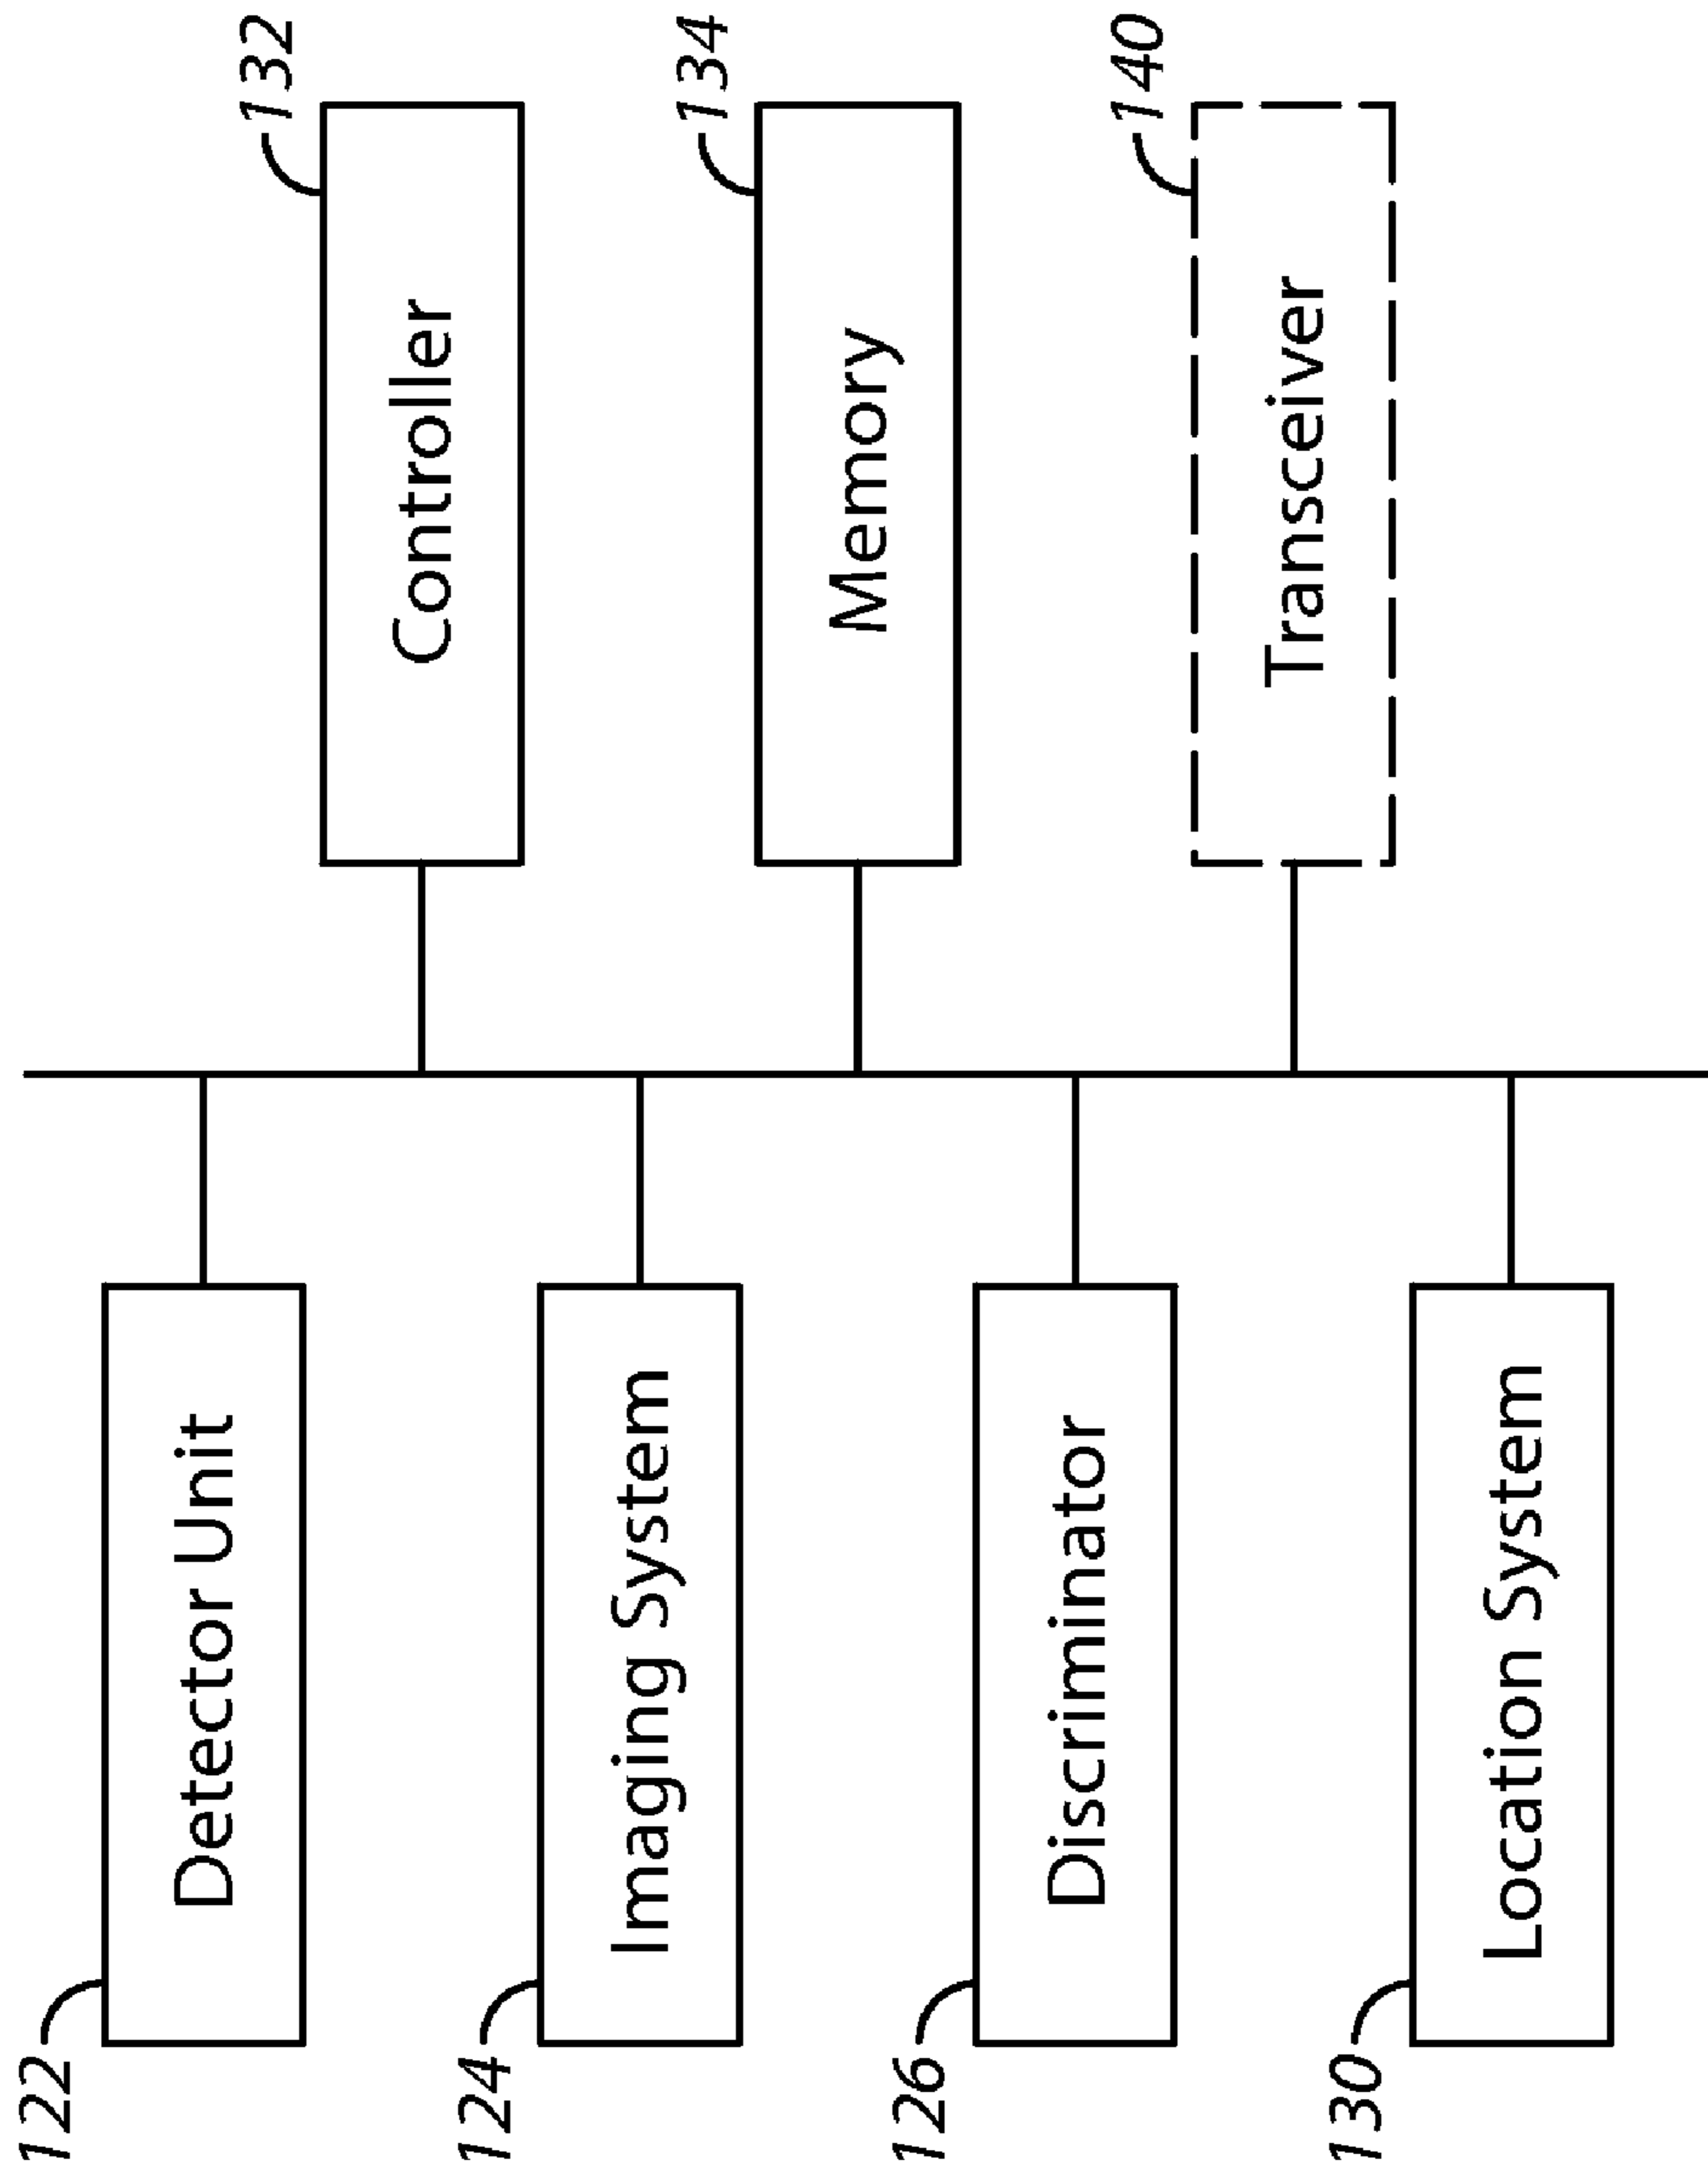 122
Detector Unit
132
Controller
124
Imaging System
134
Memory
126
Discriminator
140
Transceiver
130
Location System